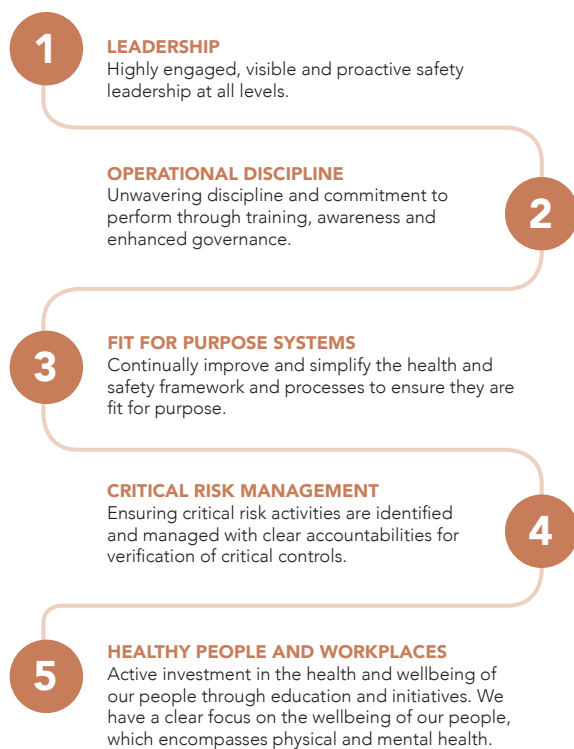 1
LEADERSHIP
Highly engaged, visible and proactive safety
leadership at all levels.
OPERATIONAL DISCIPLINE
Unwavering discipline and commitment to
perform through training, awareness and
enhanced governance.
2
3
FIT FOR PURPOSE SYSTEMS
Continually improve and simplify the health and
safety framework and processes to ensure they are
fit for purpose.
CRITICAL RISK MANAGEMENT
Ensuring critical risk activities are identified
and managed with clear accountabilities for
verification of critical controls.
4
5
HEALTHY PEOPLE AND WORKPLACES
Active investment in the health and wellbeing of
our people through education and initiatives. We
have a clear focus on the wellbeing of our people,
which encompasses physical and mental health.